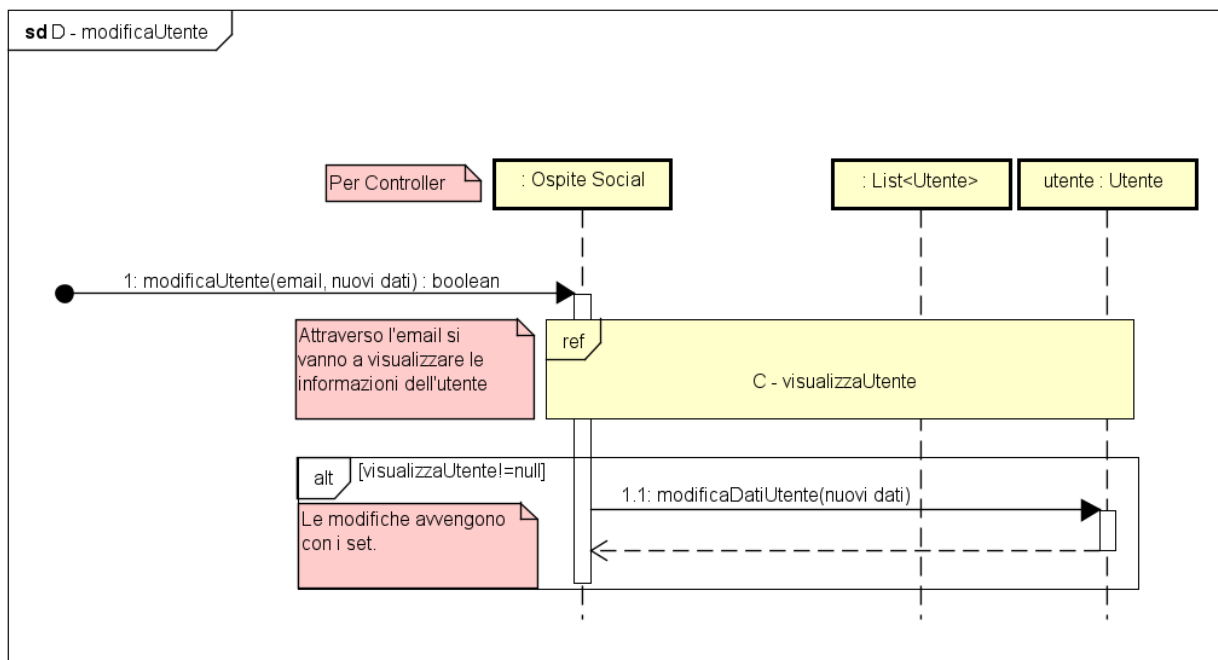 sd D - modificaUtente
Per Controller
: Ospite Social
: List<Utente>
utente : Utente
1: modificaUtente(email, nuovi dati) : boolean
Attraverso l'email si
vanno a visualizzare le
informazioni dell'utente
ref
C - visualizzaUtente
alt
[visualizzaUtente!=null]
1.1: modificaDatiUtente(nuovi dati)
Le modifiche avvengono
con i set.